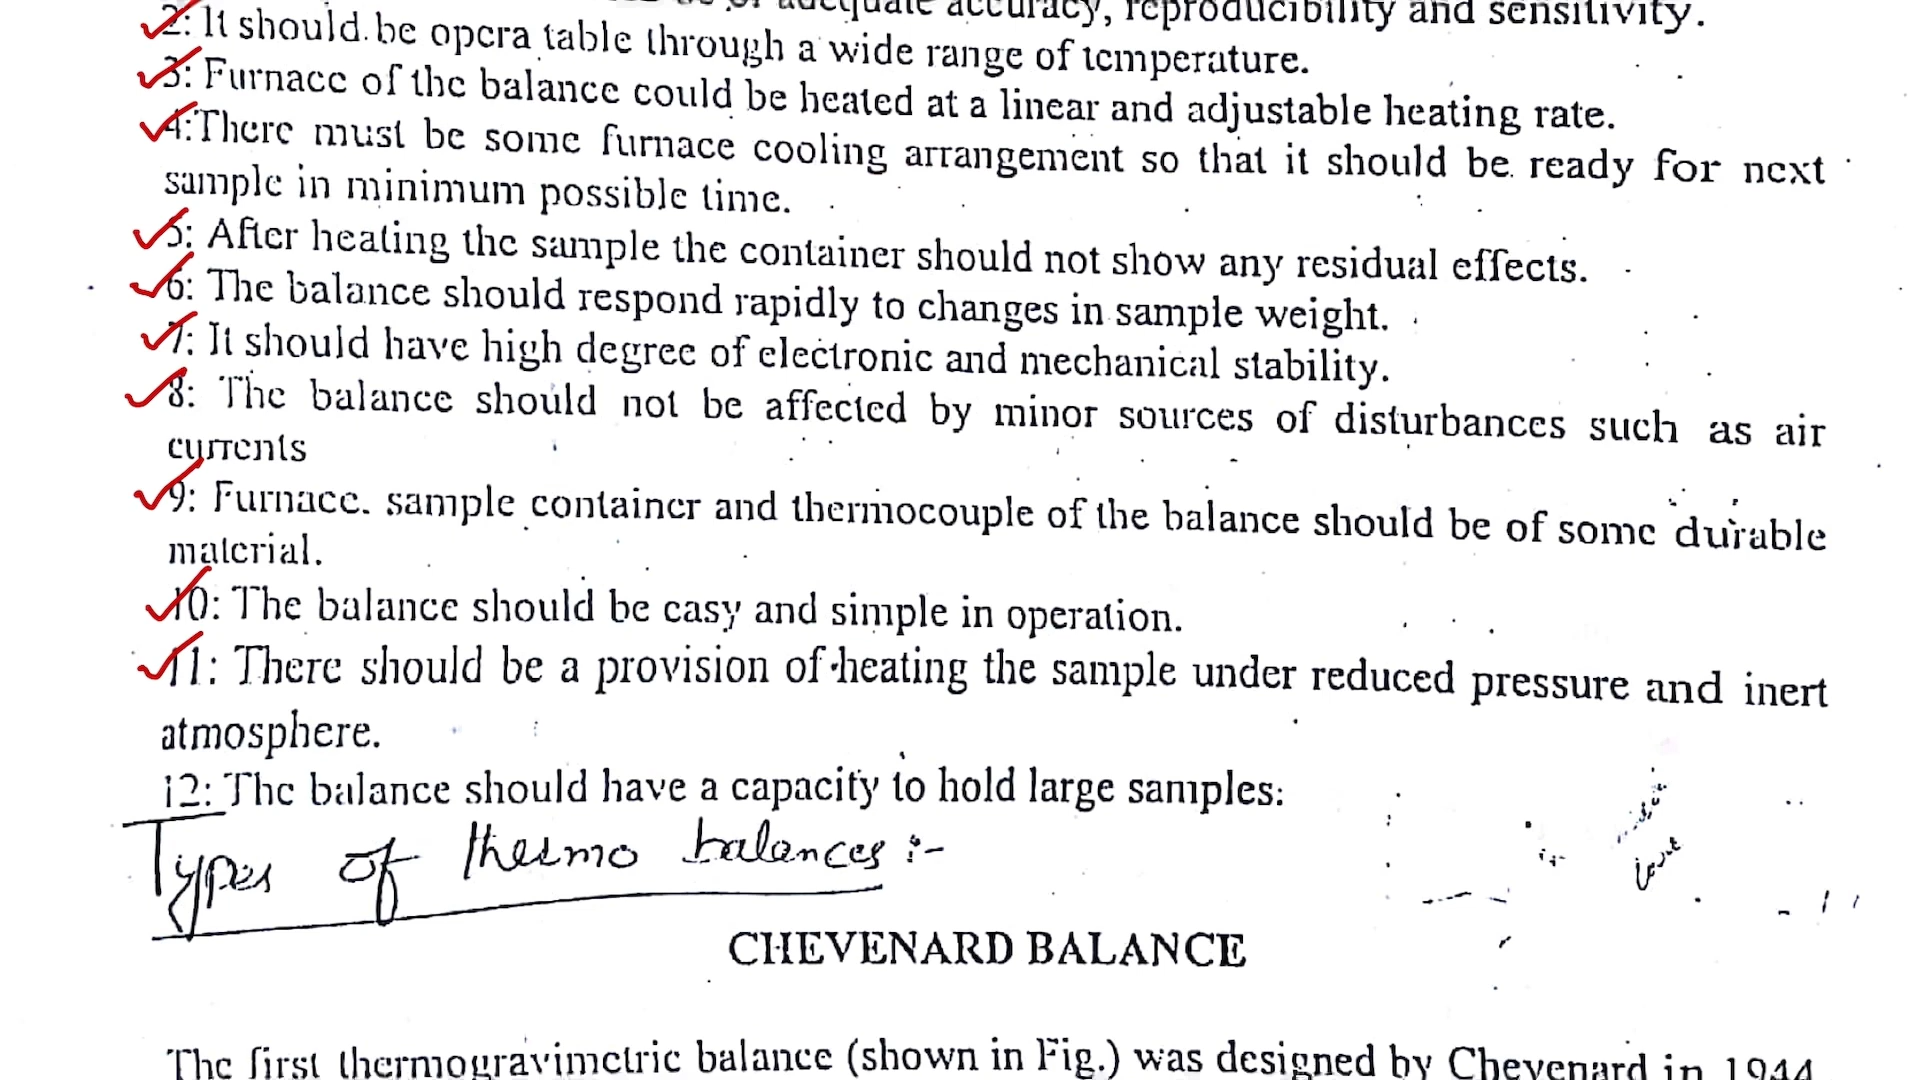 adequate accuracy, reproducibility and sensitivity.
2: It should be opera table through a wide range of temperature.
3: Furnace of the balance could be heated at a linear and adjustable heating rate.
4:There must be some furnace cooling arrangement so that it should be ready for next
sample in minimum possible time.
5: After heating the sample the container should not show any residual effects.
6: The balance should respond rapidly to changes in sample weight.
7: It should have high degree of electronic and mechanical stability.
8: The balance should not be affected by minor sources of disturbances such as air
currents
9: Furnace. sample container and thermocouple of the balance should be of some durable
material.
10: The balance should be easy and simple in operation.
11: There should be a provision of heating the sample under reduced pressure and inert
atmosphere.
12: The balance should have a capacity to hold large samples:
Types of thermo balances :-
CHEVENARD BALANCE
The first thermogravimetric balance (shown in Fig.) was designed by Chevenard in 1944